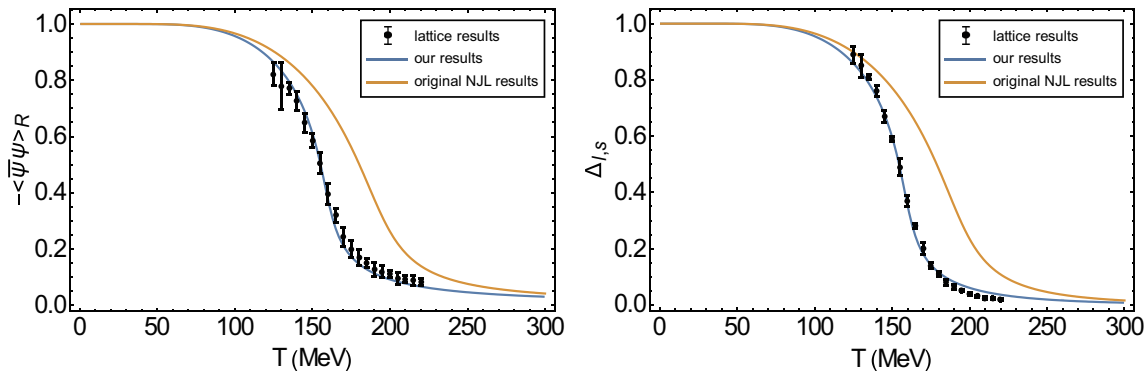 1.0
0.8
0.6
0.4
0.2
0.0
−<ψ̄ψ>R
0 50 100 150 200 250 300
T (MeV)
lattice results
our results
original NJL results
1.0
0.8
0.6
0.4
0.2
0.0
Δl,s
0 50 100 150 200 250 300
T (MeV)
lattice results
our results
original NJL results